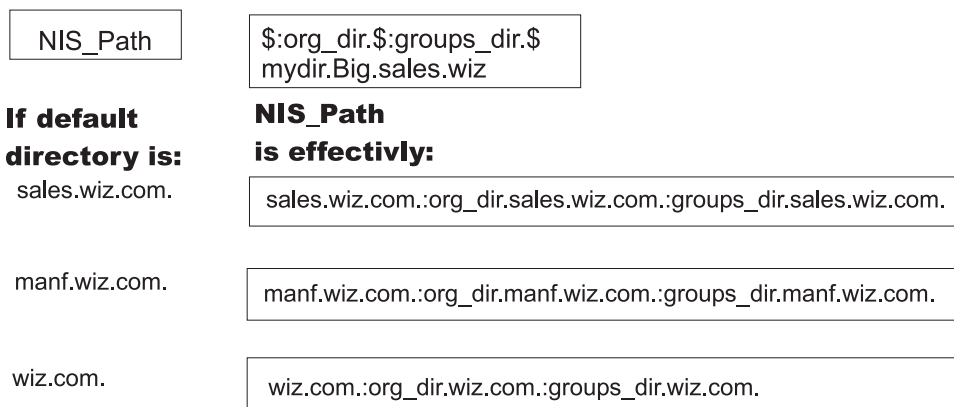 NIS_Path
$:org_dir.$:groups_dir.$
mydir.Big.sales.wiz
If default
directory is:
NIS_Path
is effectivly:
sales.wiz.com.
sales.wiz.com.:org_dir.sales.wiz.com.:groups_dir.sales.wiz.com.
manf.wiz.com.
manf.wiz.com.:org_dir.manf.wiz.com.:groups_dir.manf.wiz.com.
wiz.com.
wiz.com.:org_dir.wiz.com.:groups_dir.wiz.com.